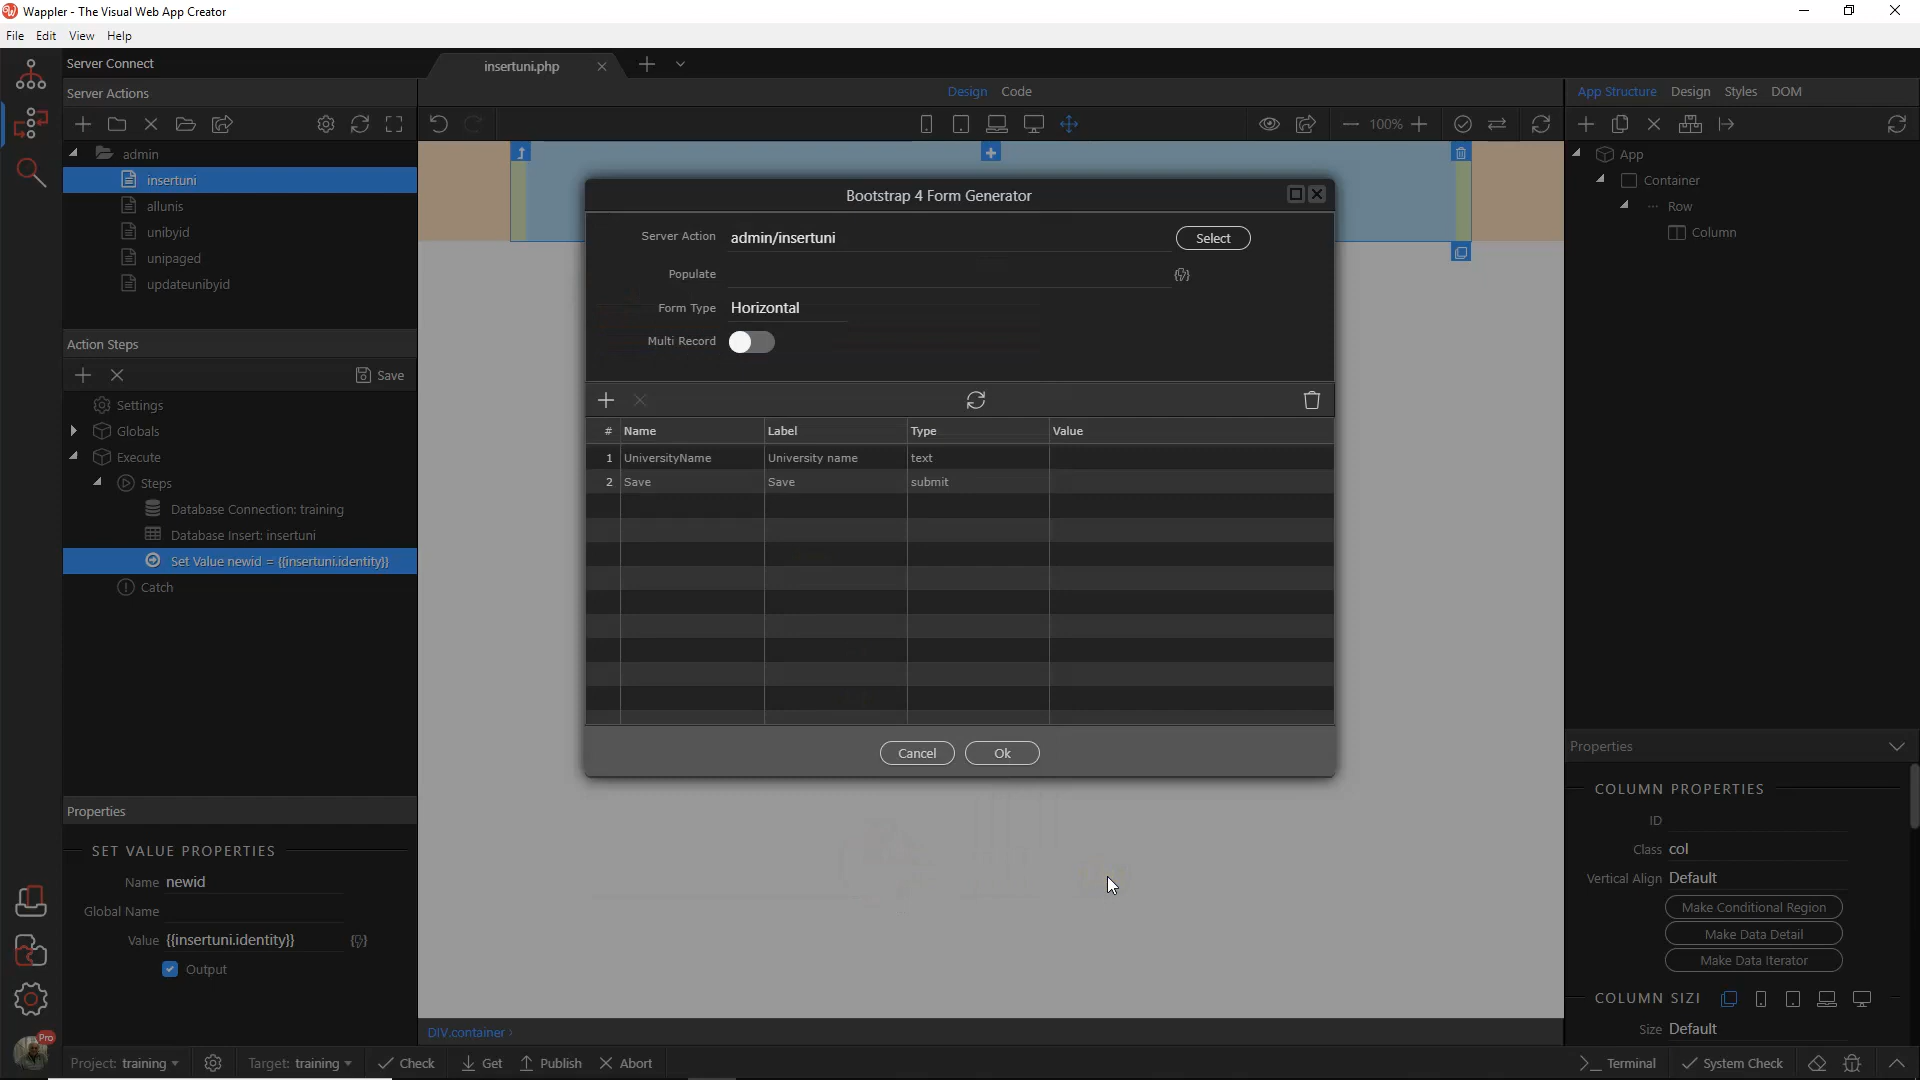 Wappler - The Visual Web App Creator
File Edit View Help
Server Connect
insertuni.php
Server Actions
Design Code
App Structure Design Styles DOM
100%
admin
insertuni
allunis
unibyid
unipaged
updateunibyid
App
Container
Row
Column
Bootstrap 4 Form Generator
Server Action admin/insertuni Select
Populate
Form Type Horizontal
Multi Record
# Name Label Type Value
1 UniversityName University name text
2 Save Save submit
Cancel Ok
Action Steps
Save
Settings
Globals
Execute
Steps
Database Connection: training
Database Insert: insertuni
Set Value newid = {{insertuni.identity}}
Catch
Properties
SET VALUE PROPERTIES
Name newid
Global Name
Value {{insertuni.identity}}
Output
Properties
COLUMN PROPERTIES
ID
Class col
Vertical Align Default
Make Conditional Region
Make Data Detail
Make Data Iterator
COLUMN SIZI
Size Default
DIV.container ›
Pro
Project: training Target: training Check Get Publish Abort
Terminal System Check